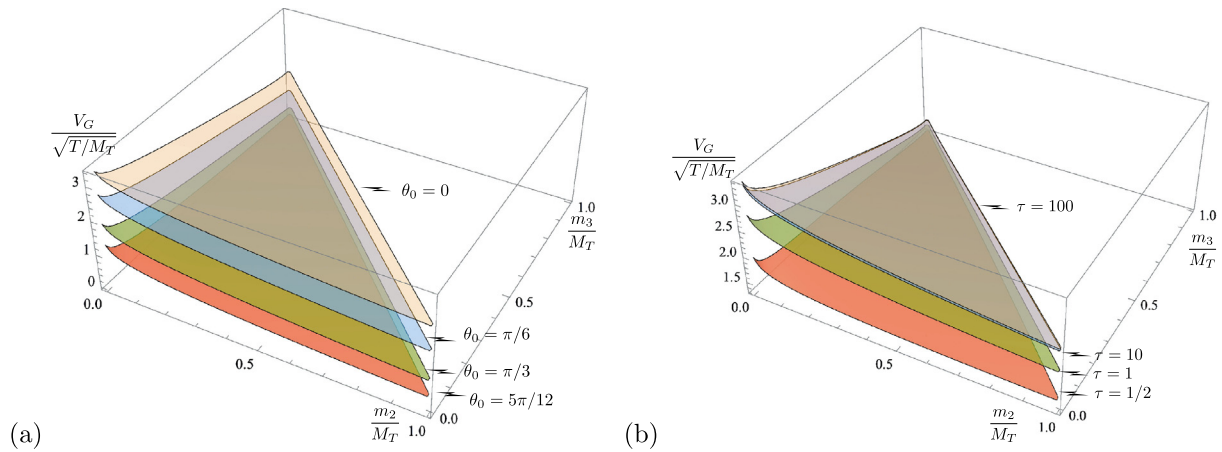 V_G / √(T/M_T)
3
2
1
0
0.0
0.5
1.0
m_2 / M_T
0.0
0.5
1.0
m_3 / M_T
θ_0 = 0
θ_0 = π/6
θ_0 = π/3
θ_0 = 5π/12
(a)
V_G / √(T/M_T)
3.0
2.5
2.0
1.5
0.0
0.5
1.0
m_2 / M_T
0.0
0.5
1.0
m_3 / M_T
τ = 100
τ = 10
τ = 1
τ = 1/2
(b)